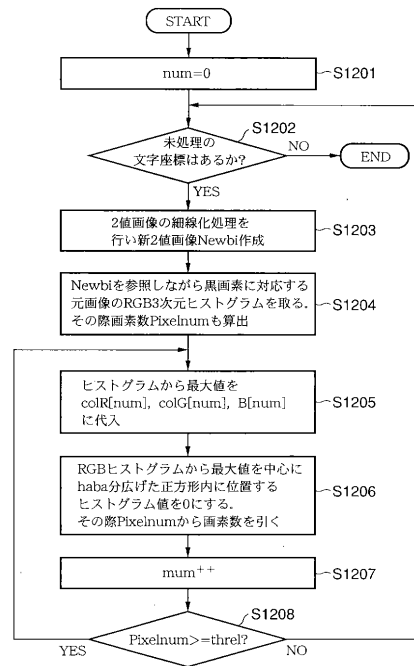 START
num=0
S1201
未処理の
文字座標はあるか?
S1202
NO
END
YES
2値画像の細線化処理を
行い新2値画像Newbi作成
S1203
Newbiを参照しながら黒画素に対応する
元画像のRGB3次元ヒストグラムを取る.
その際画素数Pixelnumも算出
S1204
ヒストグラムから最大値を
colR[num], colG[num], B[num]
に代入
S1205
RGBヒストグラムから最大値を中心に
haba分広げた正方形内に位置する
ヒストグラム値を0にする.
その際Pixelnumから画素数を引く
S1206
mum++
S1207
Pixelnum>=threl?
S1208
YES
NO